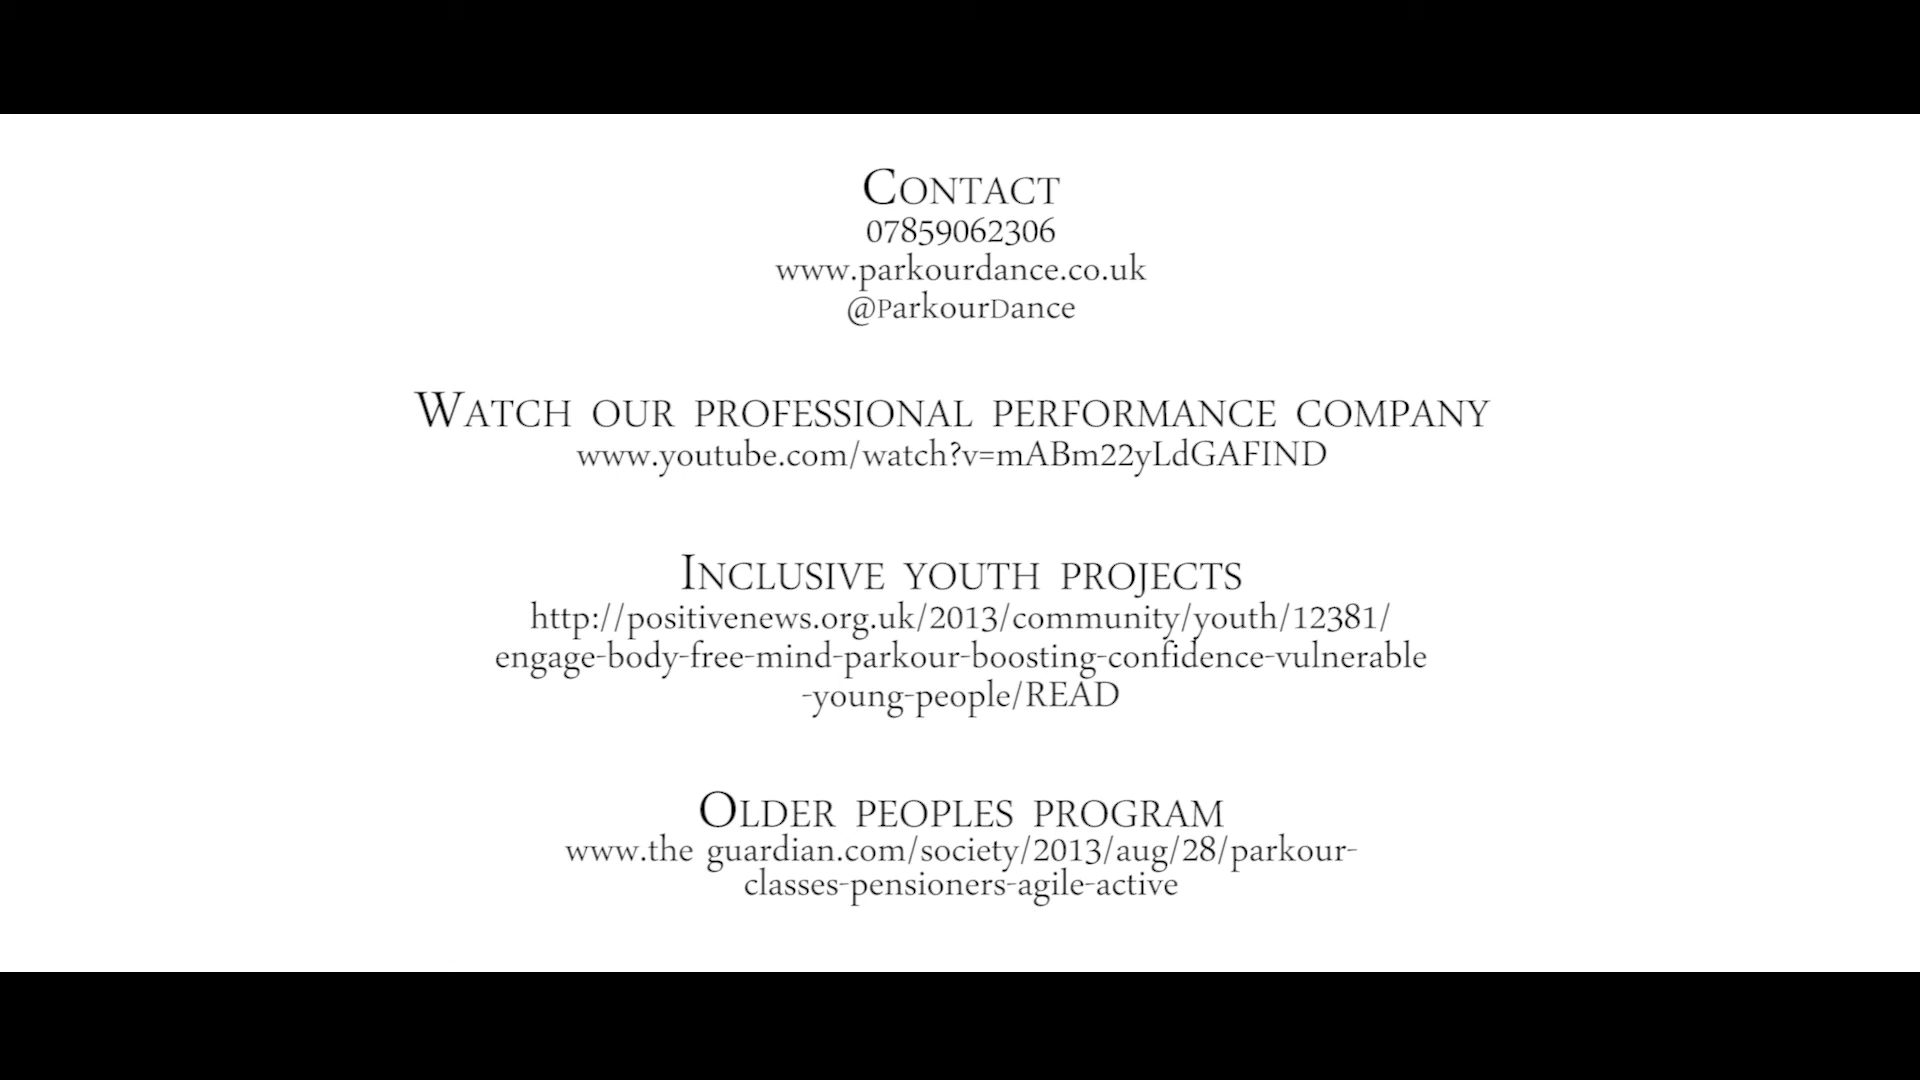 Contact
07859062306
www.parkourdance.co.uk
@ParkourDance
Watch our professional performance company
www.youtube.com/watch?v=mABm22yLdGAFIND
Inclusive youth projects
http://positivenews.org.uk/2013/community/youth/12381/
engage-body-free-mind-parkour-boosting-confidence-vulnerable
-young-people/READ
Older peoples program
www.the guardian.com/society/2013/aug/28/parkour-
classes-pensioners-agile-active